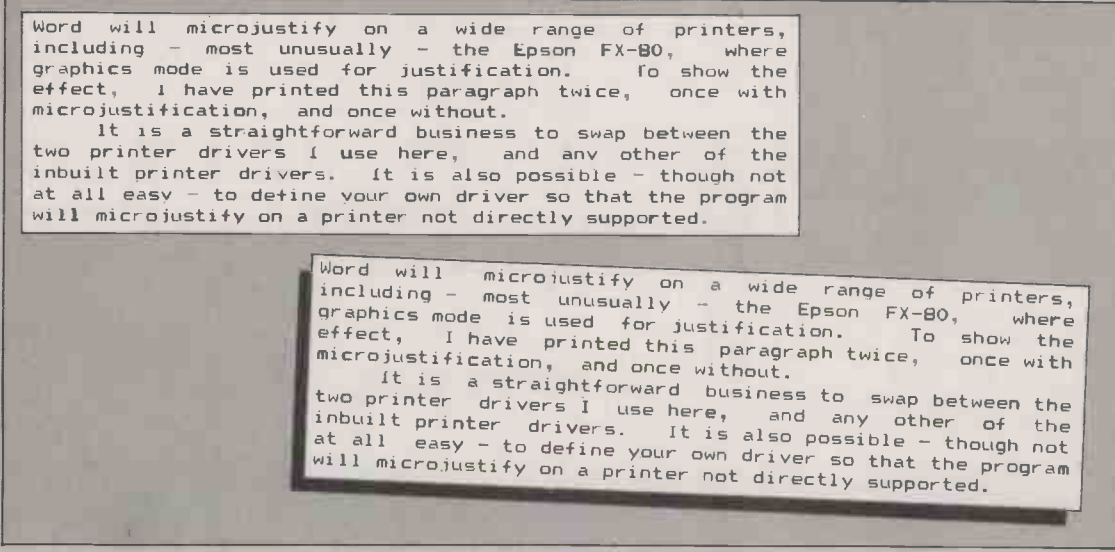 Word will microjustify on a wide range of printers,
including - most unusually - the Epson FX-80, where
graphics mode is used for justification. To show the
effect, I have printed this paragraph twice, once with
microjustification, and once without.
It is a straightforward business to swap between the
two printer drivers I use here, and any other of the
inbuilt printer drivers. It is also possible - though not
at all easy - to define your own driver so that the program
will microjustify on a printer not directly supported.
Word will microjustify on a wide range of printers,
including - most unusually - the Epson FX-80, where
graphics mode is used for justification. To show the
effect, I have printed this paragraph twice, once with
microjustification, and once without.
It is a straightforward business to swap between the
two printer drivers I use here, and any other of the
inbuilt printer drivers. It is also possible - though not
at all easy - to define your own driver so that the program
will microjustify on a printer not directly supported.